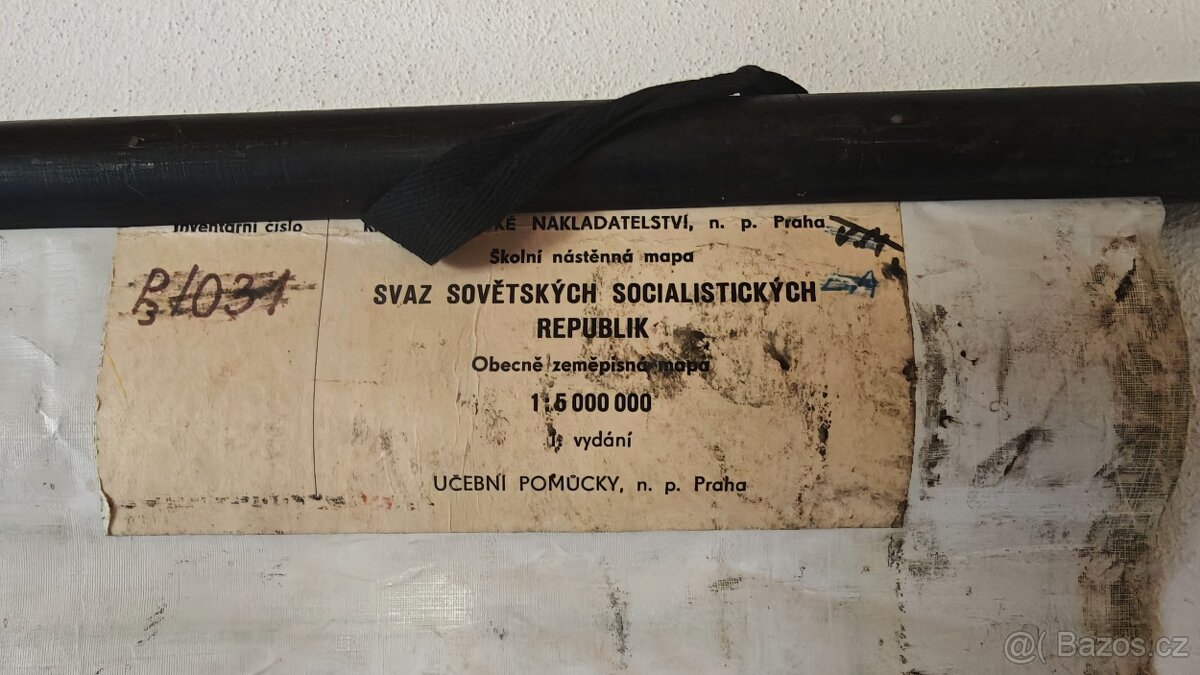 Inventární číslo
NAKLADATELSTVÍ, n. p. Praha
Školní nástěnná mapa
SVAZ SOVĚTSKÝCH SOCIALISTICKÝCH
REPUBLIK
Obecně zeměpisná mapa
1:5 000 000
1. vydání
UČEBNÍ POMŮCKY, n. p. Praha
@( Bazos.cz